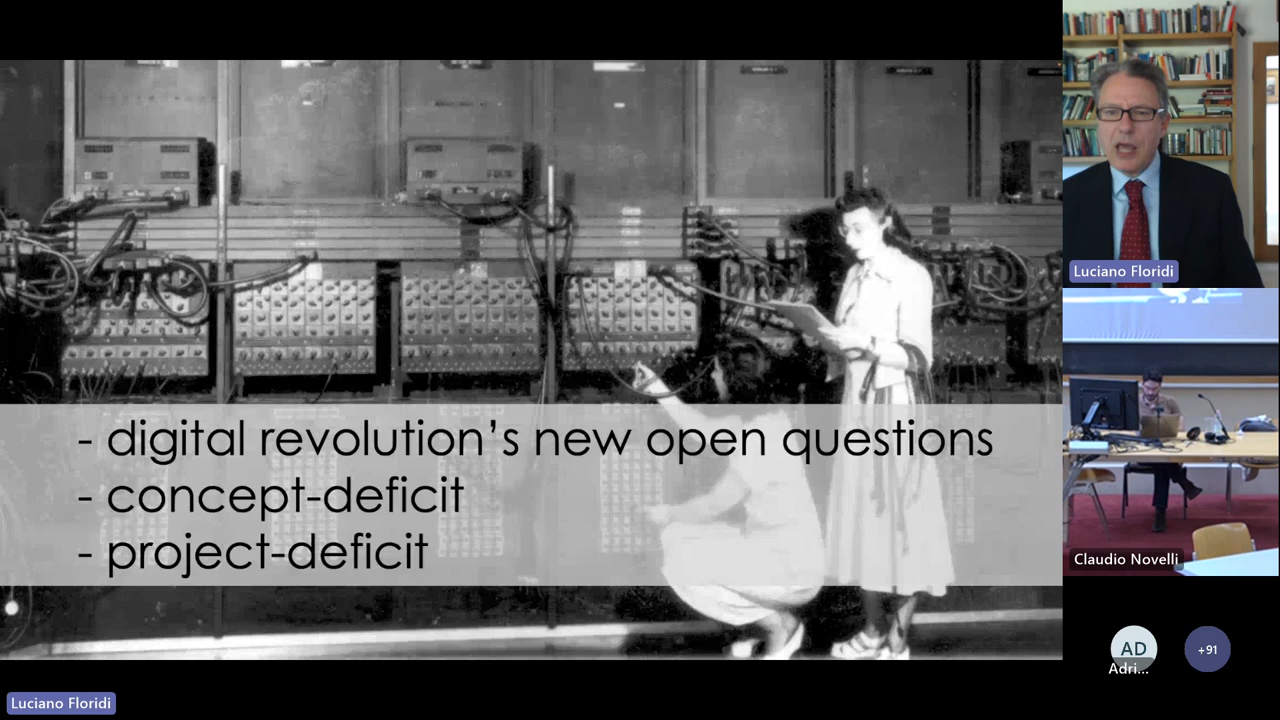 - digital revolution’s new open questions
- concept-deficit
- project-deficit
Luciano Floridi
Luciano Floridi
Claudio Novelli
AD
Adri...
+91